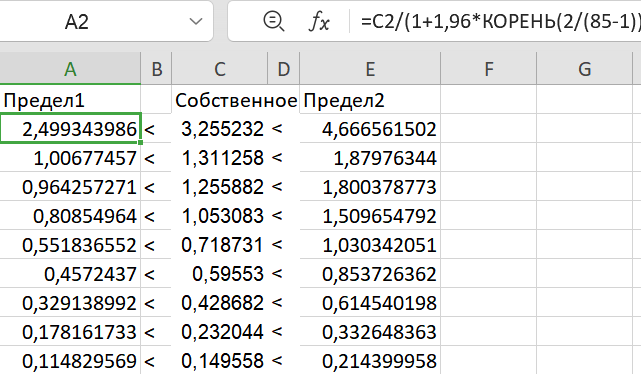 A2 fx =C2/(1+1,96*КОРЕНЬ(2/(85-1))
A B C D E F G
Предел1 Собственное Предел2
2,499343986 < 3,255232 < 4,666561502
1,00677457 < 1,311258 < 1,87976344
0,964257271 < 1,255882 < 1,800378773
0,80854964 < 1,053083 < 1,509654792
0,551836552 < 0,718731 < 1,030342051
0,4572437 < 0,59553 < 0,853726362
0,329138992 < 0,428682 < 0,614540198
0,178161733 < 0,232044 < 0,332648363
0,114829569 < 0,149558 < 0,214399958